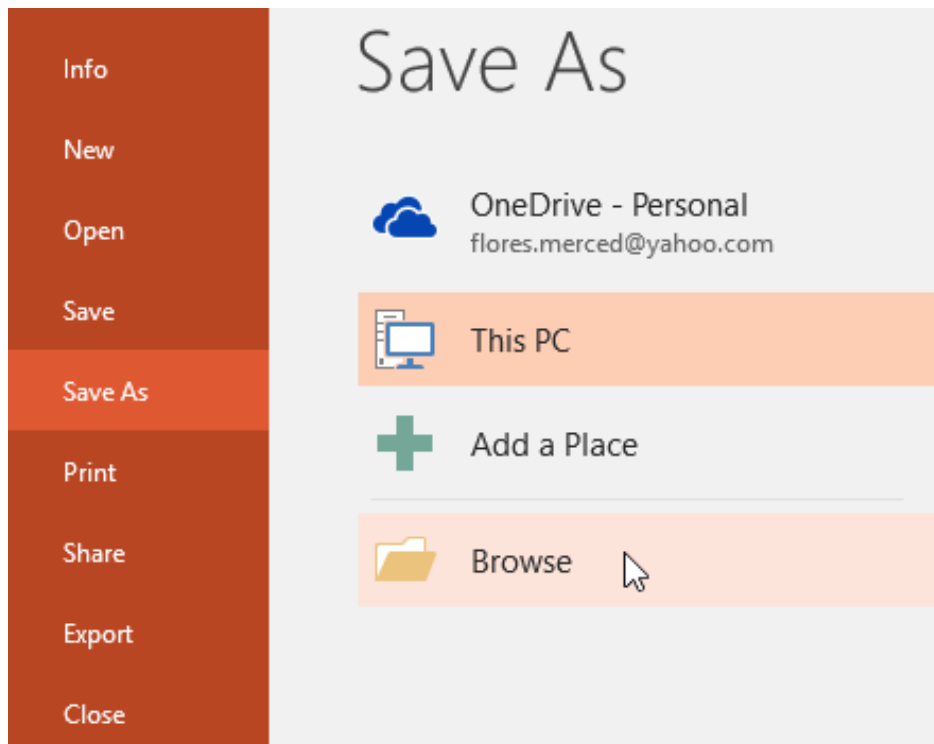 Info
New
Open
Save
Save As
Print
Share
Export
Close
Save As
OneDrive - Personal
flores.merced@yahoo.com
This PC
Add a Place
Browse